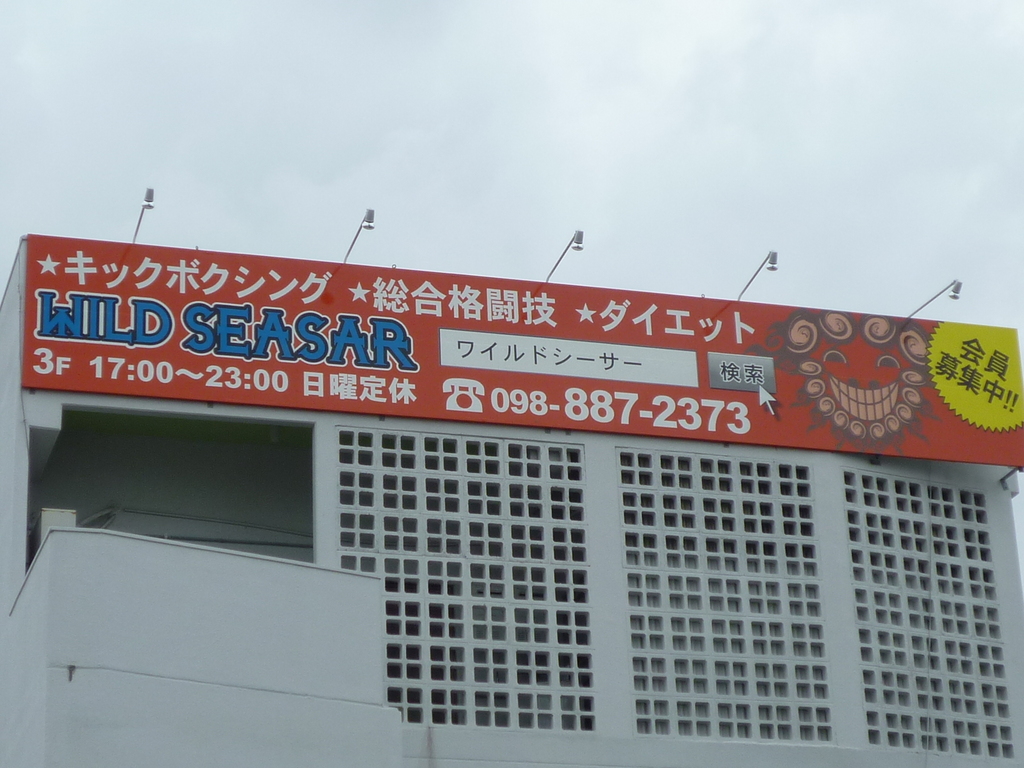 ★キックボクシング ★総合格闘技 ★ダイエット
WILD SEASAR
ワイルドシーサー 検索
3F 17:00～23:00 日曜定休
☎098-887-2373
会員
募集中!!